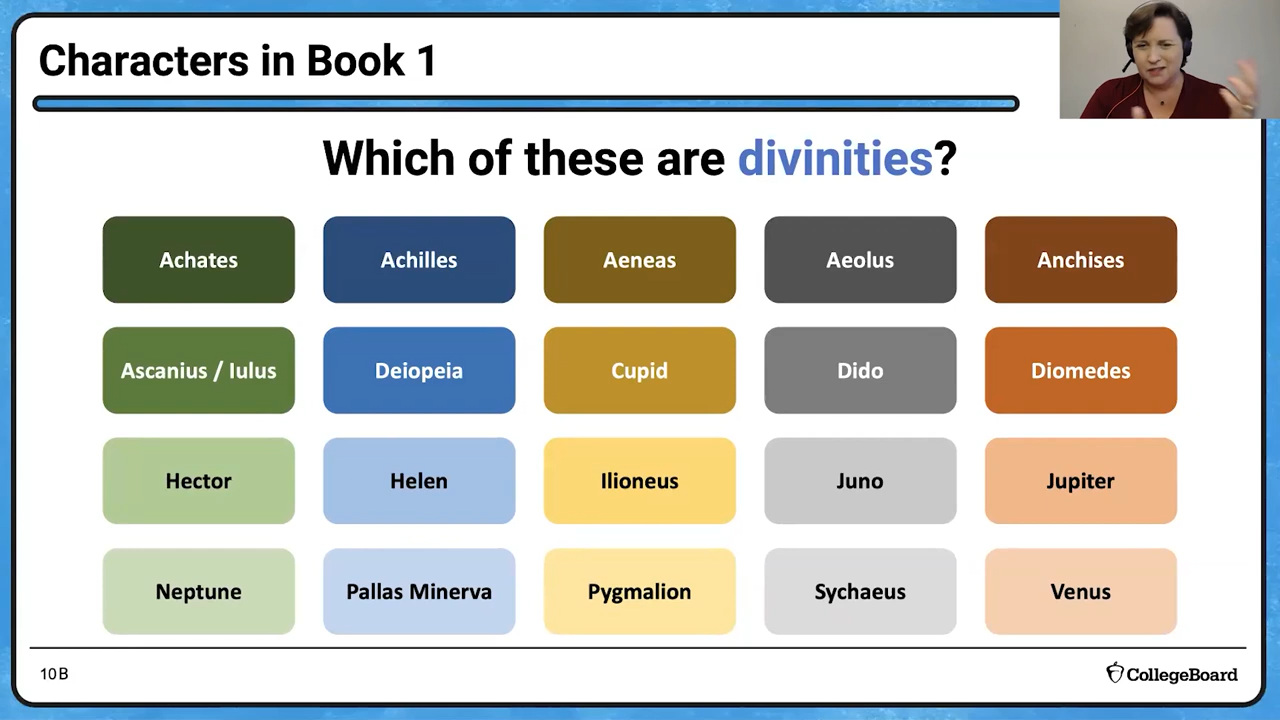 Characters in Book 1
Which of these are divinities?
Achates
Achilles
Aeneas
Aeolus
Anchises
Ascanius / Iulus
Deiopeia
Cupid
Dido
Diomedes
Hector
Helen
Ilioneus
Juno
Jupiter
Neptune
Pallas Minerva
Pygmalion
Sychaeus
Venus
10B
CollegeBoard